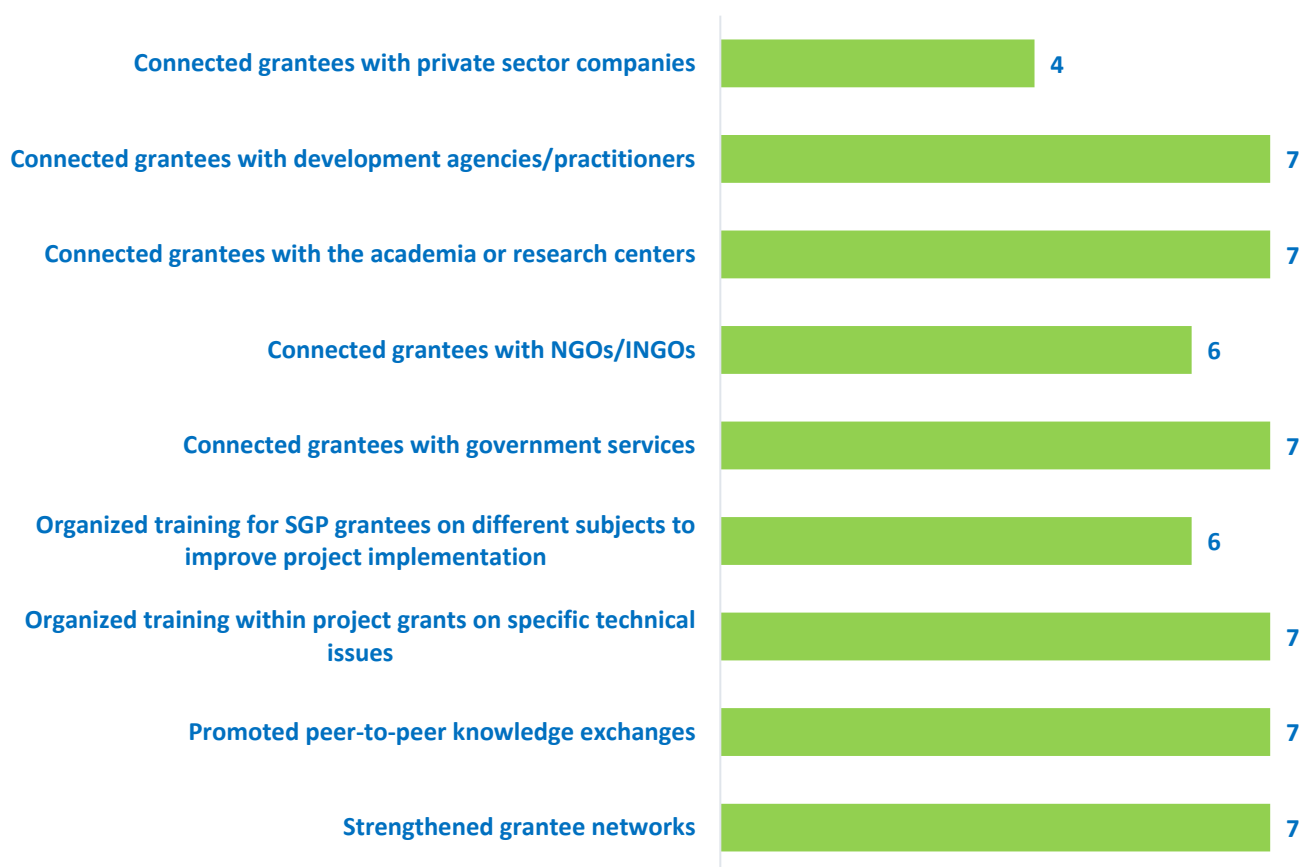 Connected grantees with private sector companies 4
Connected grantees with development agencies/practitioners 7
Connected grantees with the academia or research centers 7
Connected grantees with NGOs/INGOs 6
Connected grantees with government services 7
Organized training for SGP grantees on different subjects to
improve project implementation 6
Organized training within project grants on specific technical
issues 7
Promoted peer-to-peer knowledge exchanges 7
Strengthened grantee networks 7